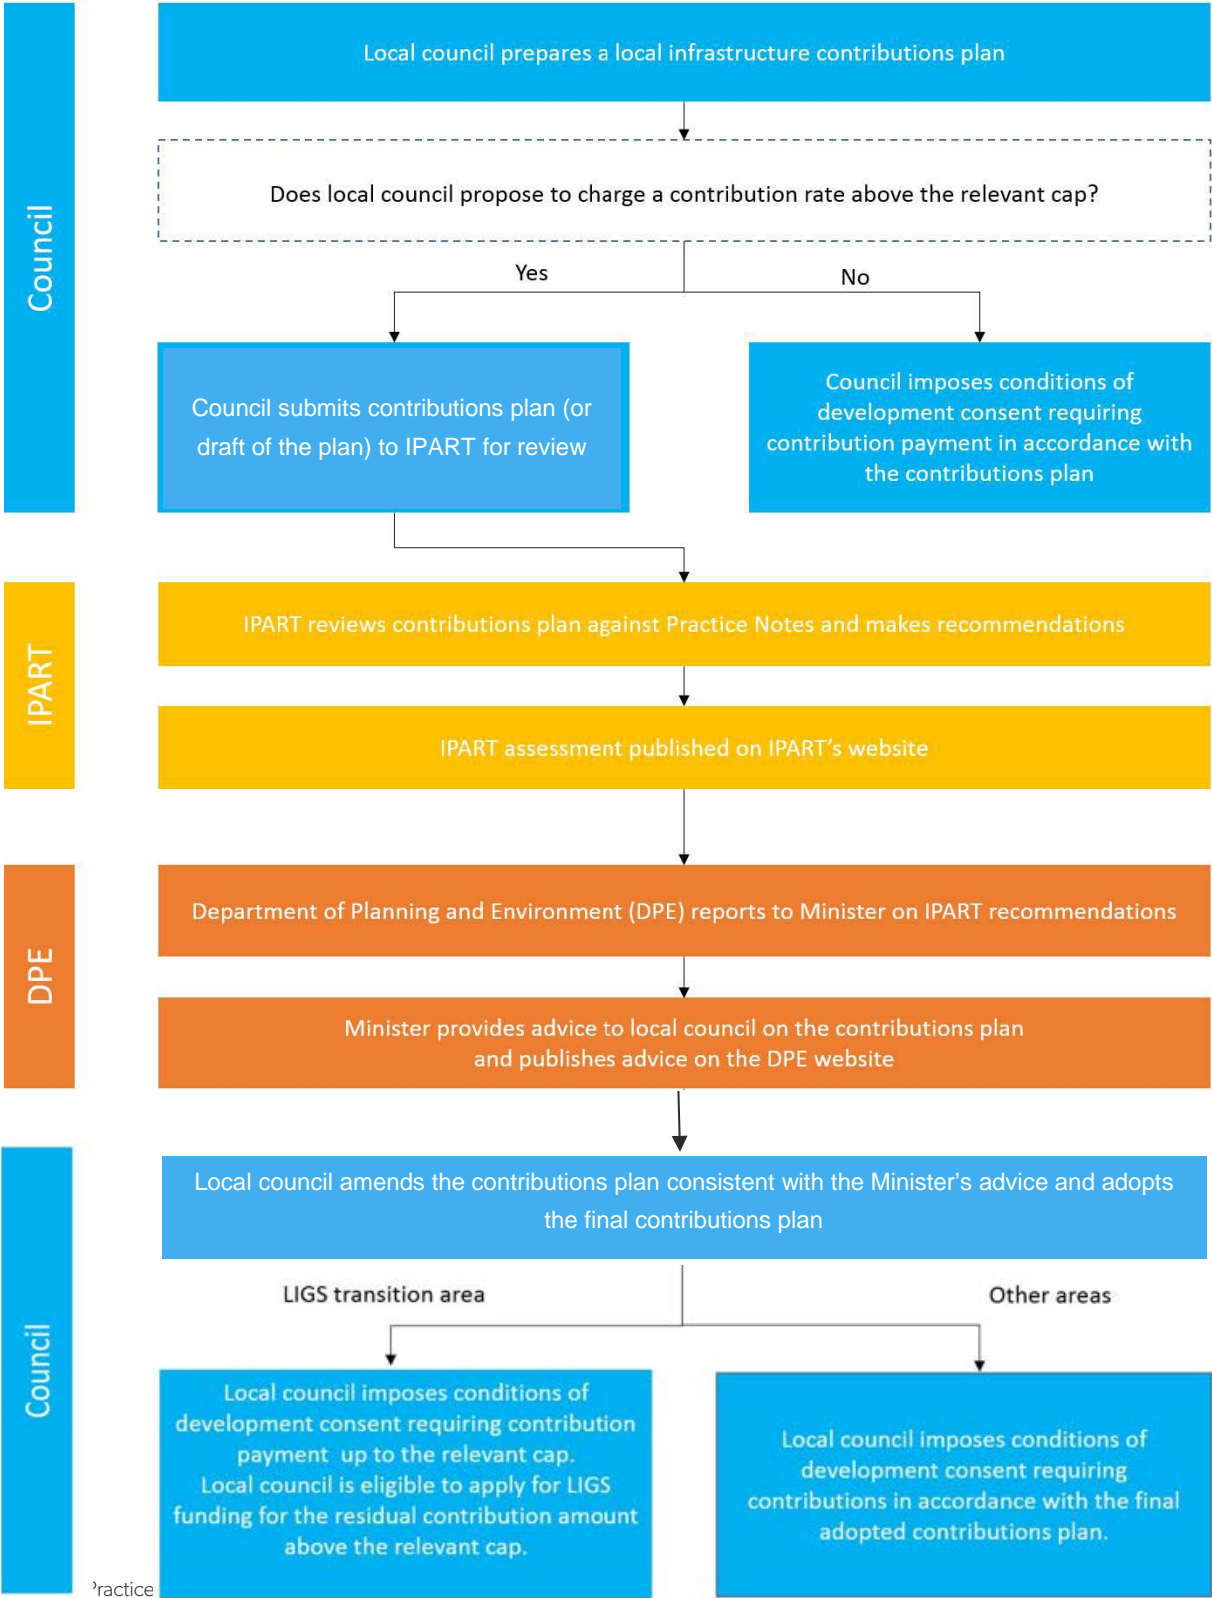 Council
Local council prepares a local infrastructure contributions plan
Does local council propose to charge a contribution rate above the relevant cap?
Yes
No
Council submits contributions plan (or
draft of the plan) to IPART for review
Council imposes conditions of
development consent requiring
contribution payment in accordance with
the contributions plan
IPART
IPART reviews contributions plan against Practice Notes and makes recommendations
IPART assessment published on IPART's website
DPE
Department of Planning and Environment (DPE) reports to Minister on IPART recommendations
Minister provides advice to local council on the contributions plan
and publishes advice on the DPE website
Council
Local council amends the contributions plan consistent with the Minister’s advice and adopts
the final contributions plan
LIGS transition area
Other areas
Local council imposes conditions of
development consent requiring contribution
payment up to the relevant cap.
Local council is eligible to apply for LIGS
funding for the residual contribution amount
above the relevant cap.
Local council imposes conditions of
development consent requiring
contributions in accordance with the final
adopted contributions plan.
Practice